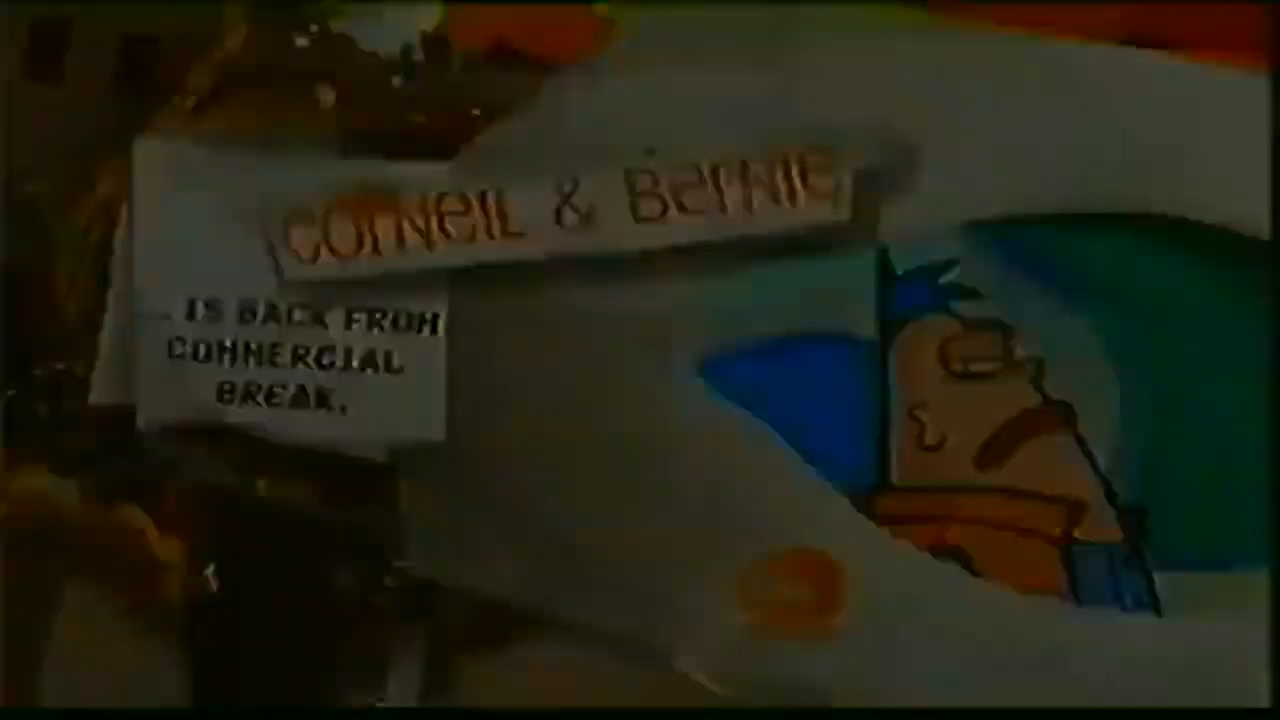 CORNEIL & BERNIE
... IS BACK FROM
COMMERCIAL
BREAK.